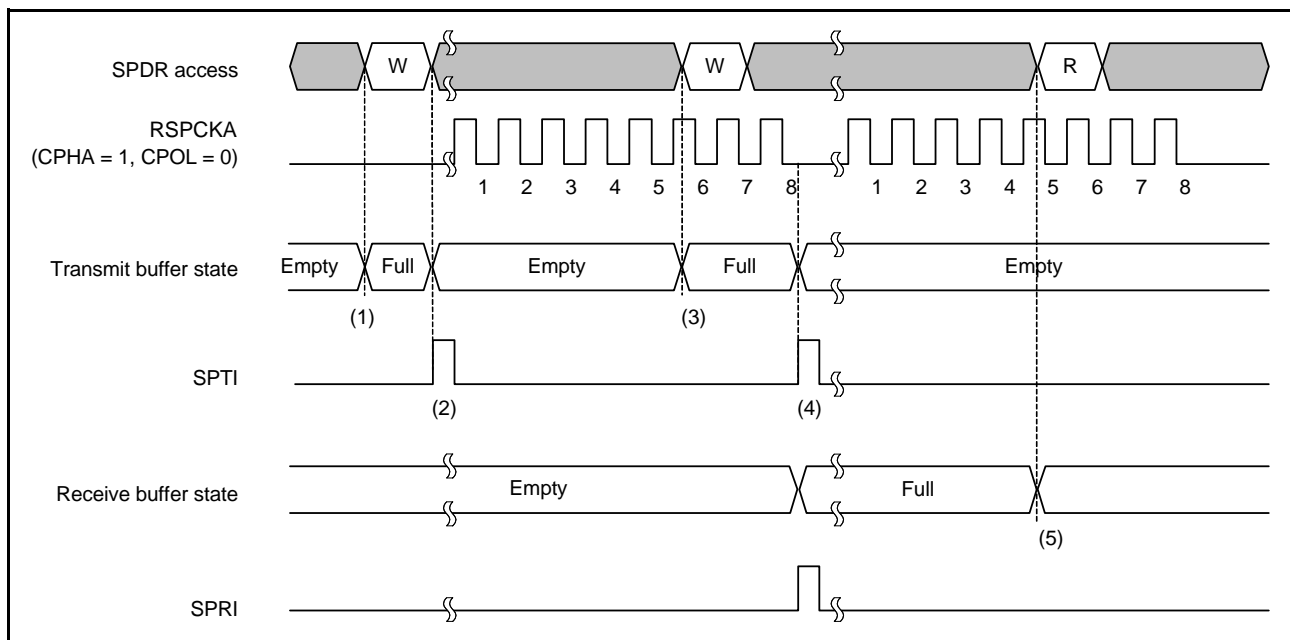 SPDR access W W R
RSPCKA
(CPHA = 1, CPOL = 0)
1 2 3 4 5 6 7 8 1 2 3 4 5 6 7 8
Transmit buffer state Empty Full Empty Full Empty
(1) (3)
SPTI
(2) (4)
Receive buffer state Empty Full
(5)
SPRI